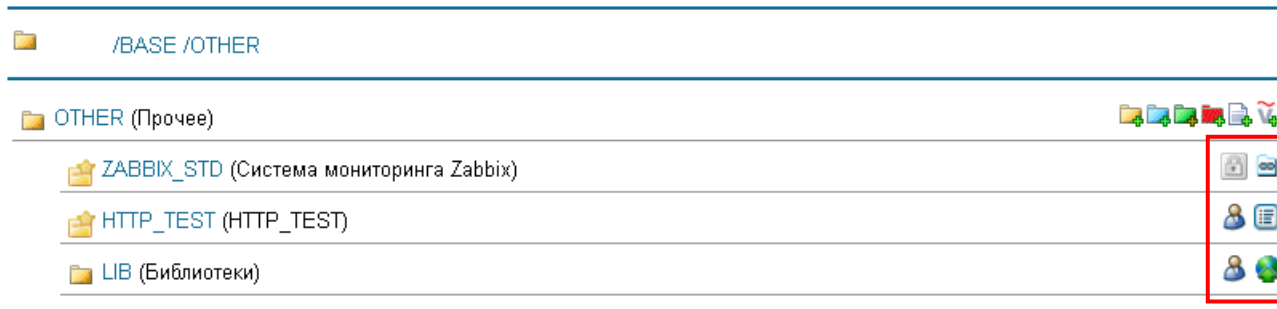 /BASE /OTHER
OTHER (Прочее)
ZABBIX_STD (Система мониторинга Zabbix)
HTTP_TEST (HTTP_TEST)
LIB (Библиотеки)